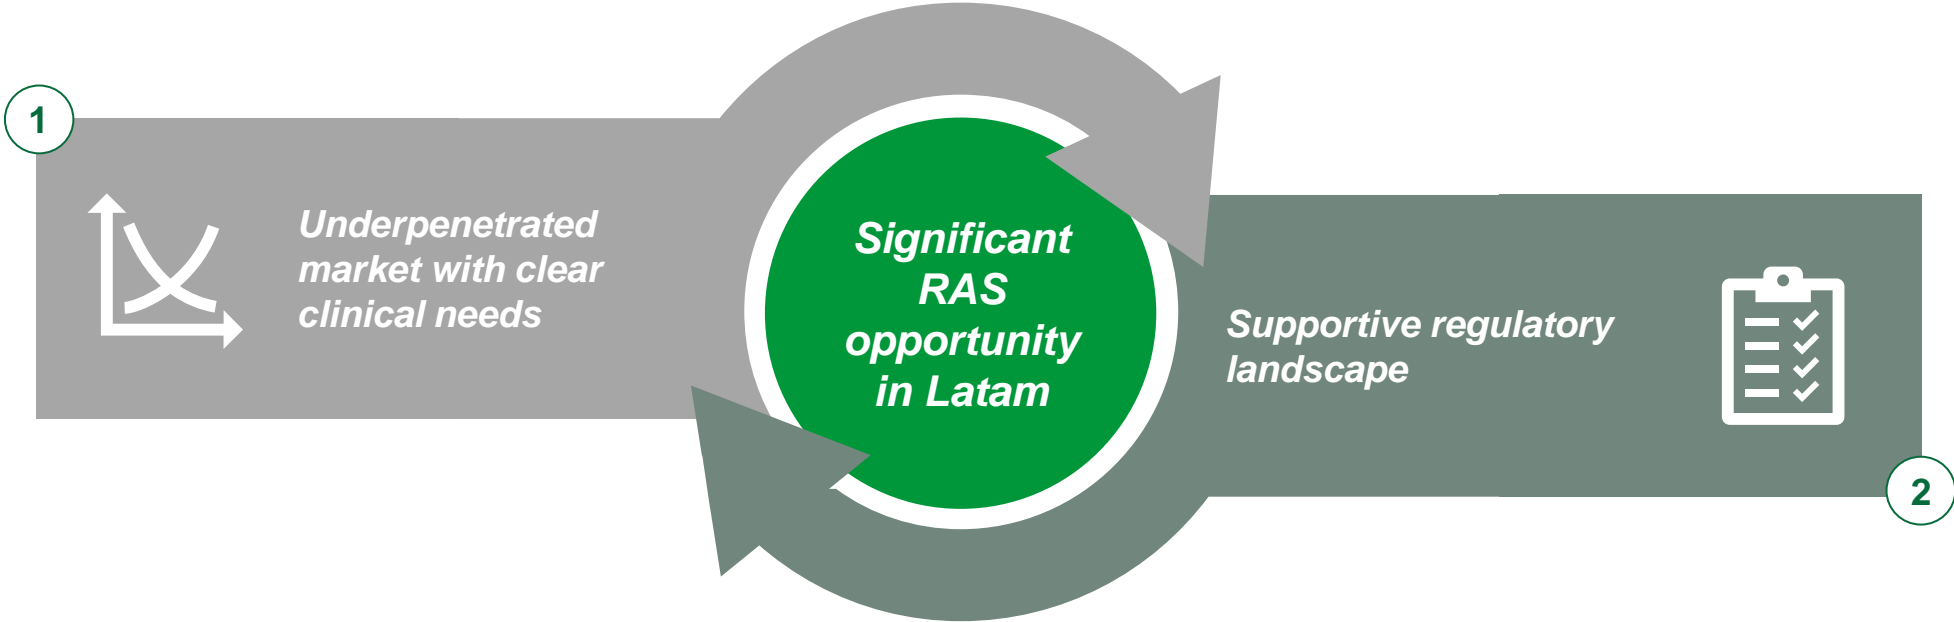 1
Underpenetrated
market with clear
clinical needs
Significant
RAS
opportunity
in Latam
Supportive regulatory
landscape
2